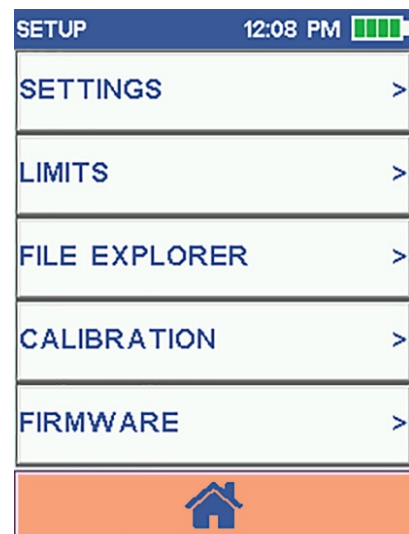 SETUP 12:08 PM
SETTINGS >
LIMITS >
FILE EXPLORER >
CALIBRATION >
FIRMWARE >